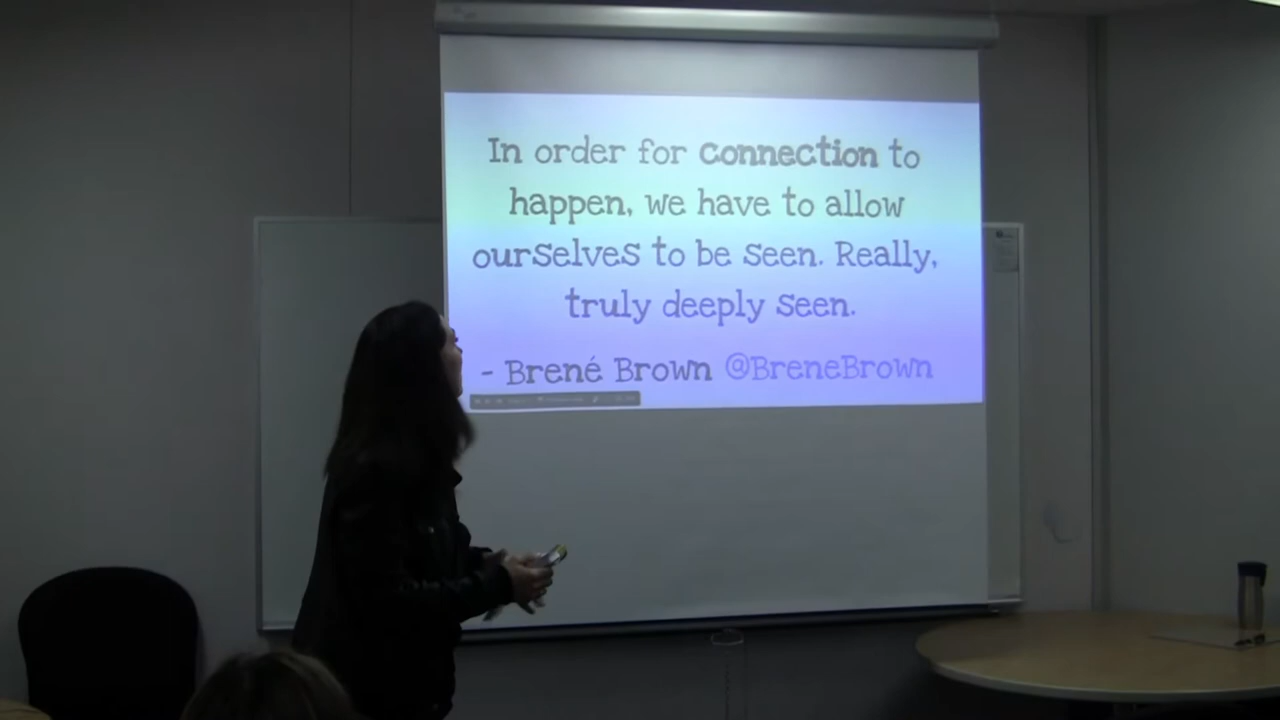 In order for connection to
happen, we have to allow
ourselves to be seen. Really,
truly deeply seen.
- Brené Brown @BreneBrown